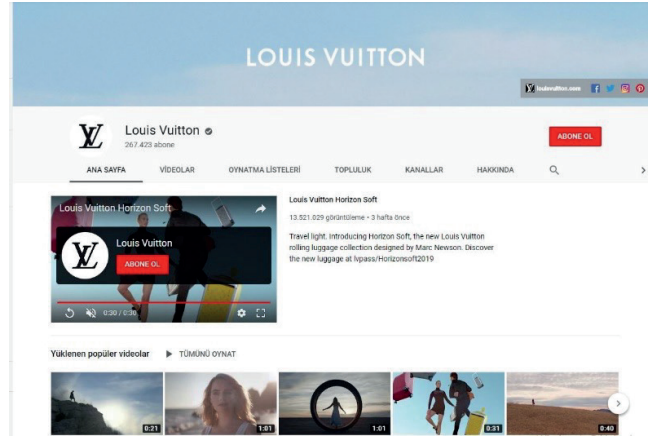 LOUIS VUITTON
louisvuitton.com
Louis Vuitton
267.423 abone
ABONE OL
ANA SAYFA VİDEOLAR OYNATMA LİSTELERİ TOPLULUK KANALLAR HAKKINDA
Louis Vuitton Horizon Soft
Louis Vuitton
ABONE OL
0:30 / 0:30
Louis Vuitton Horizon Soft
13.521.029 görüntüleme • 3 hafta önce
Travel light. Introducing Horizon Soft, the new Louis Vuitton
rolling luggage collection designed by Marc Newson. Discover
the new luggage at lvpass/Horizonsoft2019
Yüklenen popüler videolar TÜMÜNÜ OYNAT
0:21 1:01 1:01 0:31 0:40